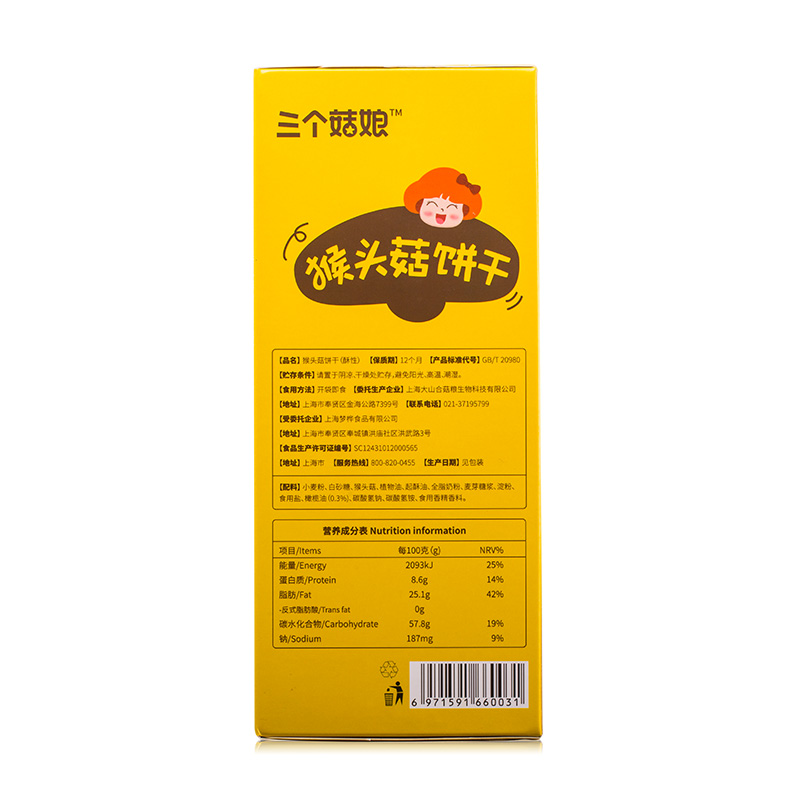 三个菇娘™
猴头菇饼干
【品名】猴头菇饼干(酥性) 【保质期】12个月 【产品标准代号】GB/T 20980
【贮存条件】请置于阴凉、干燥处贮存,避免阳光、高温、潮湿。
【食用方法】开袋即食 【委托生产企业】上海大山合菇粮生物科技有限公司
【地址】上海市奉贤区金海公路7399号 【联系电话】021-37195799
【受委托企业】上海梦桦食品有限公司
【地址】上海市奉贤区奉城镇洪庙社区洪武路3号
【食品生产许可证编号】SC12431012000565
【地址】上海市 【服务热线】800-820-0455 【生产日期】见包装
【配料】小麦粉、白砂糖、猴头菇、植物油、起酥油、全脂奶粉、麦芽糖浆、淀粉、
食用盐、橄榄油(0.3%)、碳酸氢钠、碳酸氢铵、食用香精香料。
营养成分表 Nutrition information
项目/Items 每100克(g) NRV%
能量/Energy 2093kJ 25%
蛋白质/Protein 8.6g 14%
脂肪/Fat 25.1g 42%
-反式脂肪酸/Trans fat 0g
碳水化合物/Carbohydrate 57.8g 19%
钠/Sodium 187mg 9%
6 971591 660031